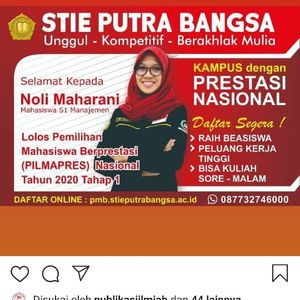 STIE PUTRA BANGSA
Unggul - Kompetitif - Berakhlak Mulia
Selamat Kepada
Noli Maharani
Mahasiswa S1 Manajemen
Lolos Pemilihan
Mahasiswa Berprestasi
(PILMAPRES) Nasional
Tahun 2020 Tahap 1
KAMPUS dengan
PRESTASI
NASIONAL
Daftar Segera !
> RAIH BEASISWA
> PELUANG KERJA
TINGGI
> BISA KULIAH
SORE - MALAM
DAFTAR ONLINE : pmb.stieputrabangsa.ac.id
087732746000
Disukai oleh publikasiilmiah dan 44 lainnya